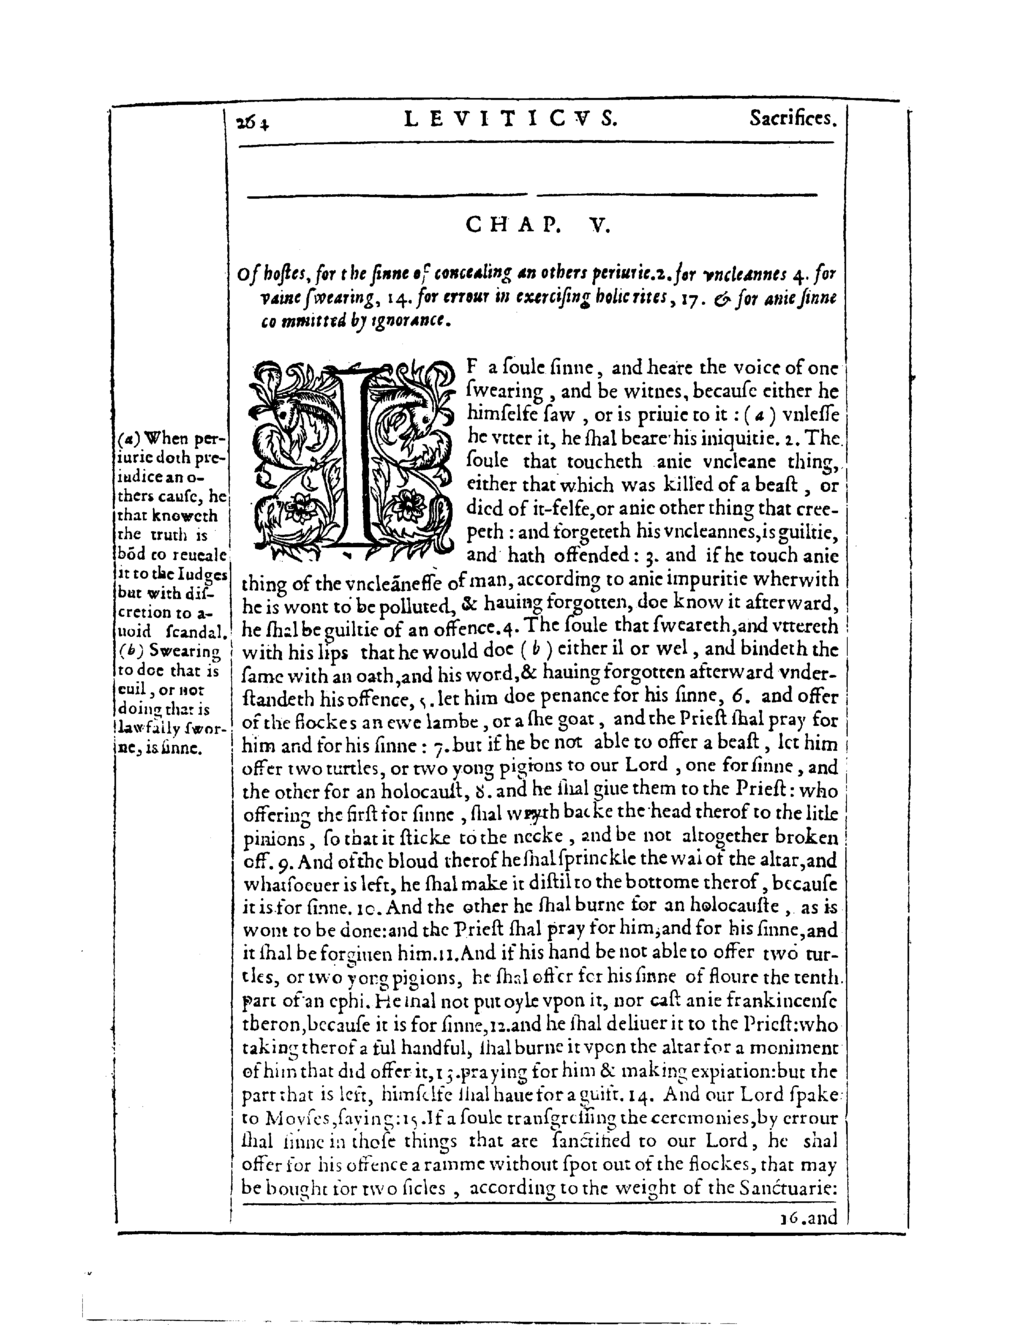 264 LEVITICVS. Sacrifices.
CHAP. V.
Of hoſtes, for the ſinne of concealing an others periurie. 2. for vncleannes 4. for
vaine ſwearing, 14. for errour in exerciſing holie rites, 17. & for anie ſinne
committed by ignorance.
IF a ſoule ſinne, and heare the voice of one
ſwearing, and be witnes, becauſe either he
himſelfe ſaw, or is priuie to it: (a) vnleſſe
he vtter it, he ſhal beare his iniquitie. 2. The
ſoule that toucheth anie vncleane thing,
either that which was killed of a beaſt, or
died of it-ſelfe, or anie other thing that cree-
peth: and forgeteth his vncleannes, is guiltie,
and hath offended: 3. and if he touch anie
thing of the vncleãneſſe of man, according to anie impuritie wherwith
he is wont to be polluted, & hauing forgotten, doe know it afterward,
he ſhal be guiltie of an offence. 4. The ſoule that ſweareth, and vttereth
with his lips that he would doe (b) either il or wel, and bindeth the
ſame with an oath, and his word, & hauing forgotten afterward vnder-
ſtandeth his offence, 5. let him doe penance for his ſinne, 6. and offer
of the flockes an ewe lambe, or a ſhe goat, and the Prieſt ſhal pray for
him and for his ſinne: 7. but if he be not able to offer a beaſt, let him
offer two turtles, or two yong pigions to our Lord, one for ſinne, and
the other for an holocauſt, 8. and he ſhal giue them to the Prieſt: who
offering the firſt for ſinne, ſhal wryth backe the head therof to the litle
pinions, ſo that it ſticke to the necke, and be not altogether broken
off. 9. And of the bloud therof he ſhal ſprinckle the wal of the altar, and
whatſoeuer is left, he ſhal make it diſtil to the bottome therof, becauſe
it is for ſinne. 10. And the other he ſhal burne for an holocauſte, as is
wont to be done: and the Prieſt ſhal pray for him, and for his ſinne, and
it ſhal be forgiuen him. 11. And if his hand be not able to offer two tur-
tles, or two yong pigions, he ſhal offer for his ſinne of floure the tenth
part of an ephi. He ſhal not put oyle vpon it, nor caſt anie frankincenſe
theron, becauſe it is for ſinne, 12. and he ſhal deliuer it to the Prieſt: who
taking therof a ful handful, ſhal burne it vpon the altar for a moniment
of him that did offer it, 13. praying for him & making expiation: but the
part that is left, himſelfe ſhal haue for a guift. 14. And our Lord ſpake
to Moyſes, ſaying: 15. If a ſoule tranſgreſſing the ceremonies, by errour
ſhal ſinne in thoſe things that are ſanctified to our Lord, he shal
offer for his offence a ramme without ſpot out of the flockes, that may
be bought for two ſicles, according to the weight of the Sanctuarie:
16. and
(a) When per-
iurie doth pre-
iudice an o-
thers cauſe, he
that knoweth
the truth is
bõd to reueale
it to the Iudges
but with diſ-
cretion to a-
uoid ſcandal.
(b) Swearing
to doe that is
euil, or not
doing that is
lawfully ſwor-
ne, is ſinne.